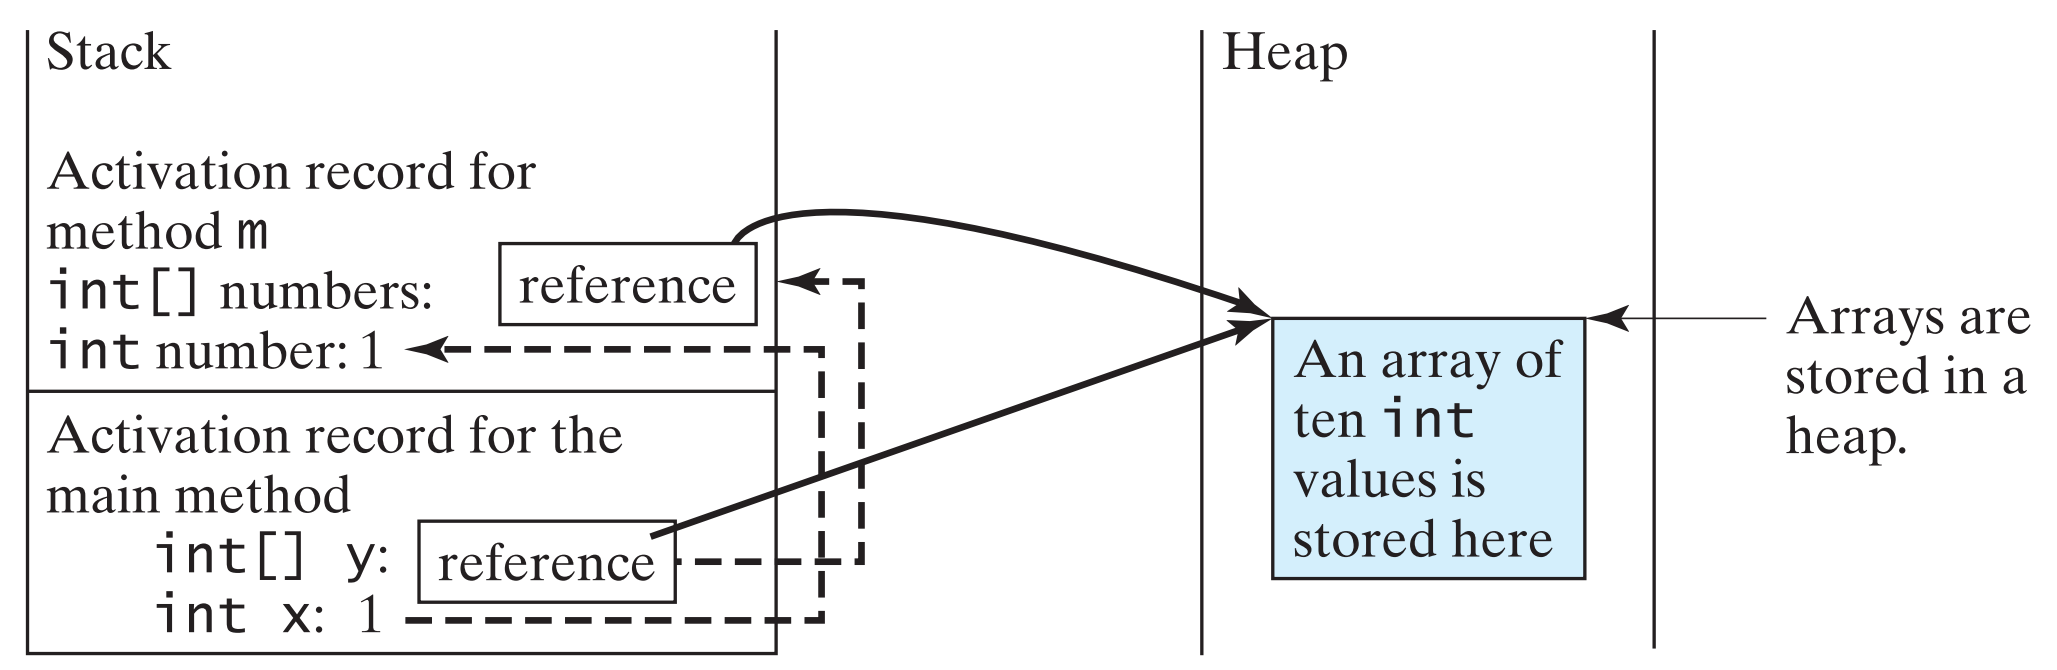 Stack
Activation record for
method m
int[] numbers: reference
int number: 1
Activation record for the
main method
int[] y: reference
int x: 1
Heap
An array of
ten int
values is
stored here
Arrays are
stored in a
heap.